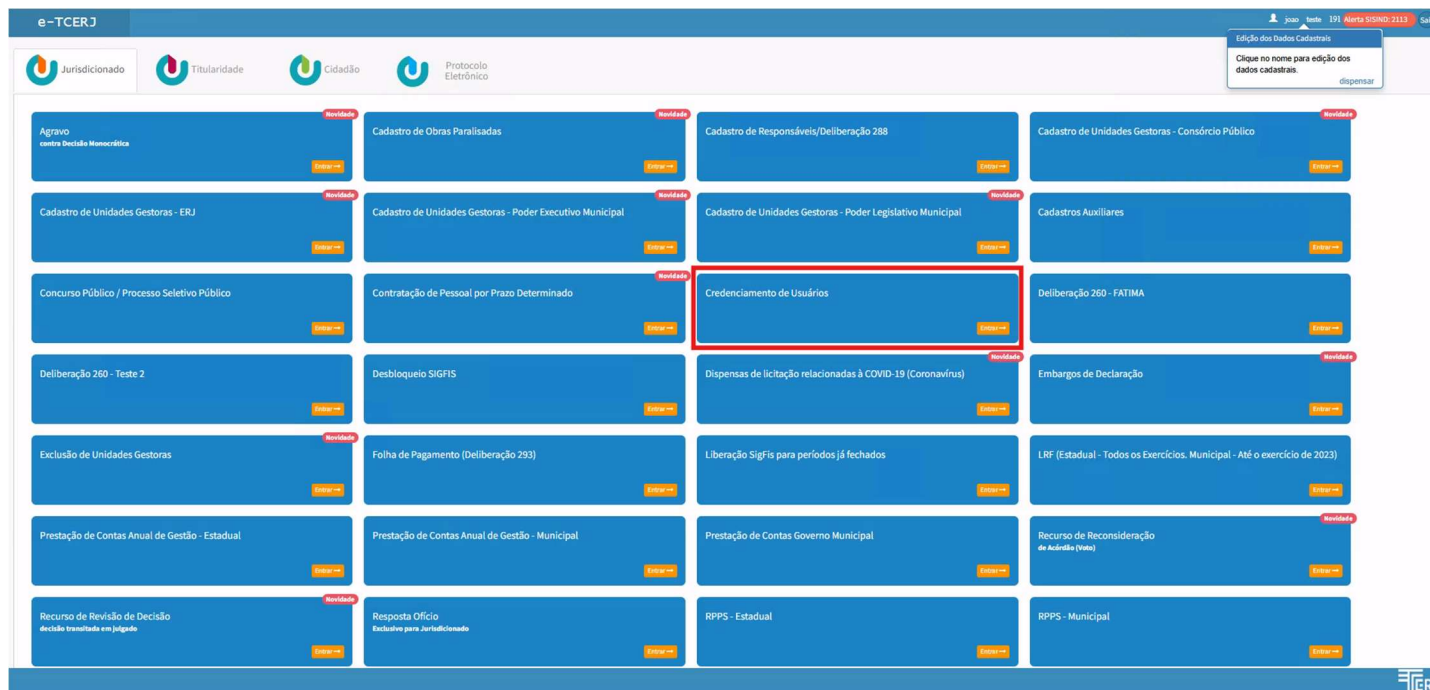 e-TCERJ
joao teste 191 Alerta SISIND: 2113 Sai
Edição dos Dados Cadastrais
Clique no nome para edição dos
dados cadastrais.
dispensar
Jurisdicionado
Titularidade
Cidadão
Protocolo
Eletrônico
Novidade
Agravo
contra Decisão Monocrática
Entrar
Novidade
Cadastro de Obras Paralisadas
Entrar
Cadastro de Responsáveis/Deliberação 288
Entrar
Novidade
Cadastro de Unidades Gestoras - Consórcio Público
Entrar
Novidade
Cadastro de Unidades Gestoras - ERJ
Entrar
Novidade
Cadastro de Unidades Gestoras - Poder Executivo Municipal
Entrar
Novidade
Cadastro de Unidades Gestoras - Poder Legislativo Municipal
Entrar
Cadastros Auxiliares
Entrar
Concurso Público / Processo Seletivo Público
Entrar
Novidade
Contratação de Pessoal por Prazo Determinado
Entrar
Credenciamento de Usuários
Entrar
Deliberação 260 - FATIMA
Entrar
Deliberação 260 - Teste 2
Entrar
Desbloqueio SIGFIS
Entrar
Novidade
Dispensas de licitação relacionadas à COVID-19 (Coronavírus)
Entrar
Novidade
Embargos de Declaração
Entrar
Novidade
Exclusão de Unidades Gestoras
Entrar
Folha de Pagamento (Deliberação 293)
Entrar
Liberação SigFis para períodos já fechados
Entrar
LRF (Estadual - Todos os Exercícios. Municipal - Até o exercício de 2023)
Entrar
Prestação de Contas Anual de Gestão - Estadual
Entrar
Prestação de Contas Anual de Gestão - Municipal
Entrar
Prestação de Contas Governo Municipal
Entrar
Novidade
Recurso de Reconsideração
de Acórdão (Voto)
Entrar
Novidade
Recurso de Revisão de Decisão
decisão transitada em julgado
Entrar
Resposta Ofício
Exclusivo para Jurisdicionado
Entrar
RPPS - Estadual
Entrar
RPPS - Municipal
Entrar